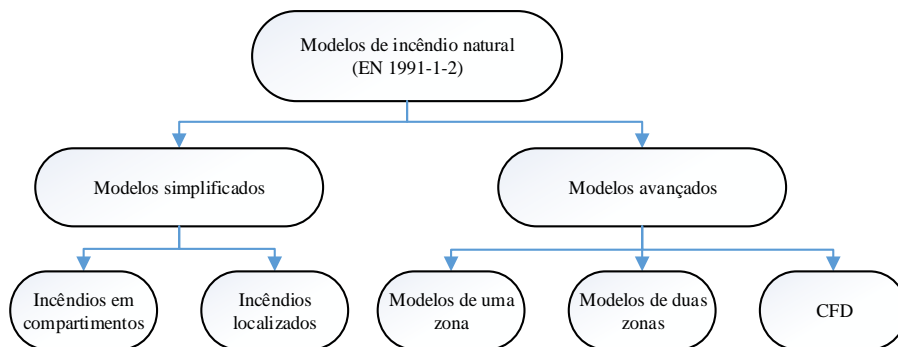 Modelos de incêndio natural
(EN 1991-1-2)
Modelos simplificados
Modelos avançados
Incêndios em
compartimentos
Incêndios
localizados
Modelos de uma
zona
Modelos de duas
zonas
CFD